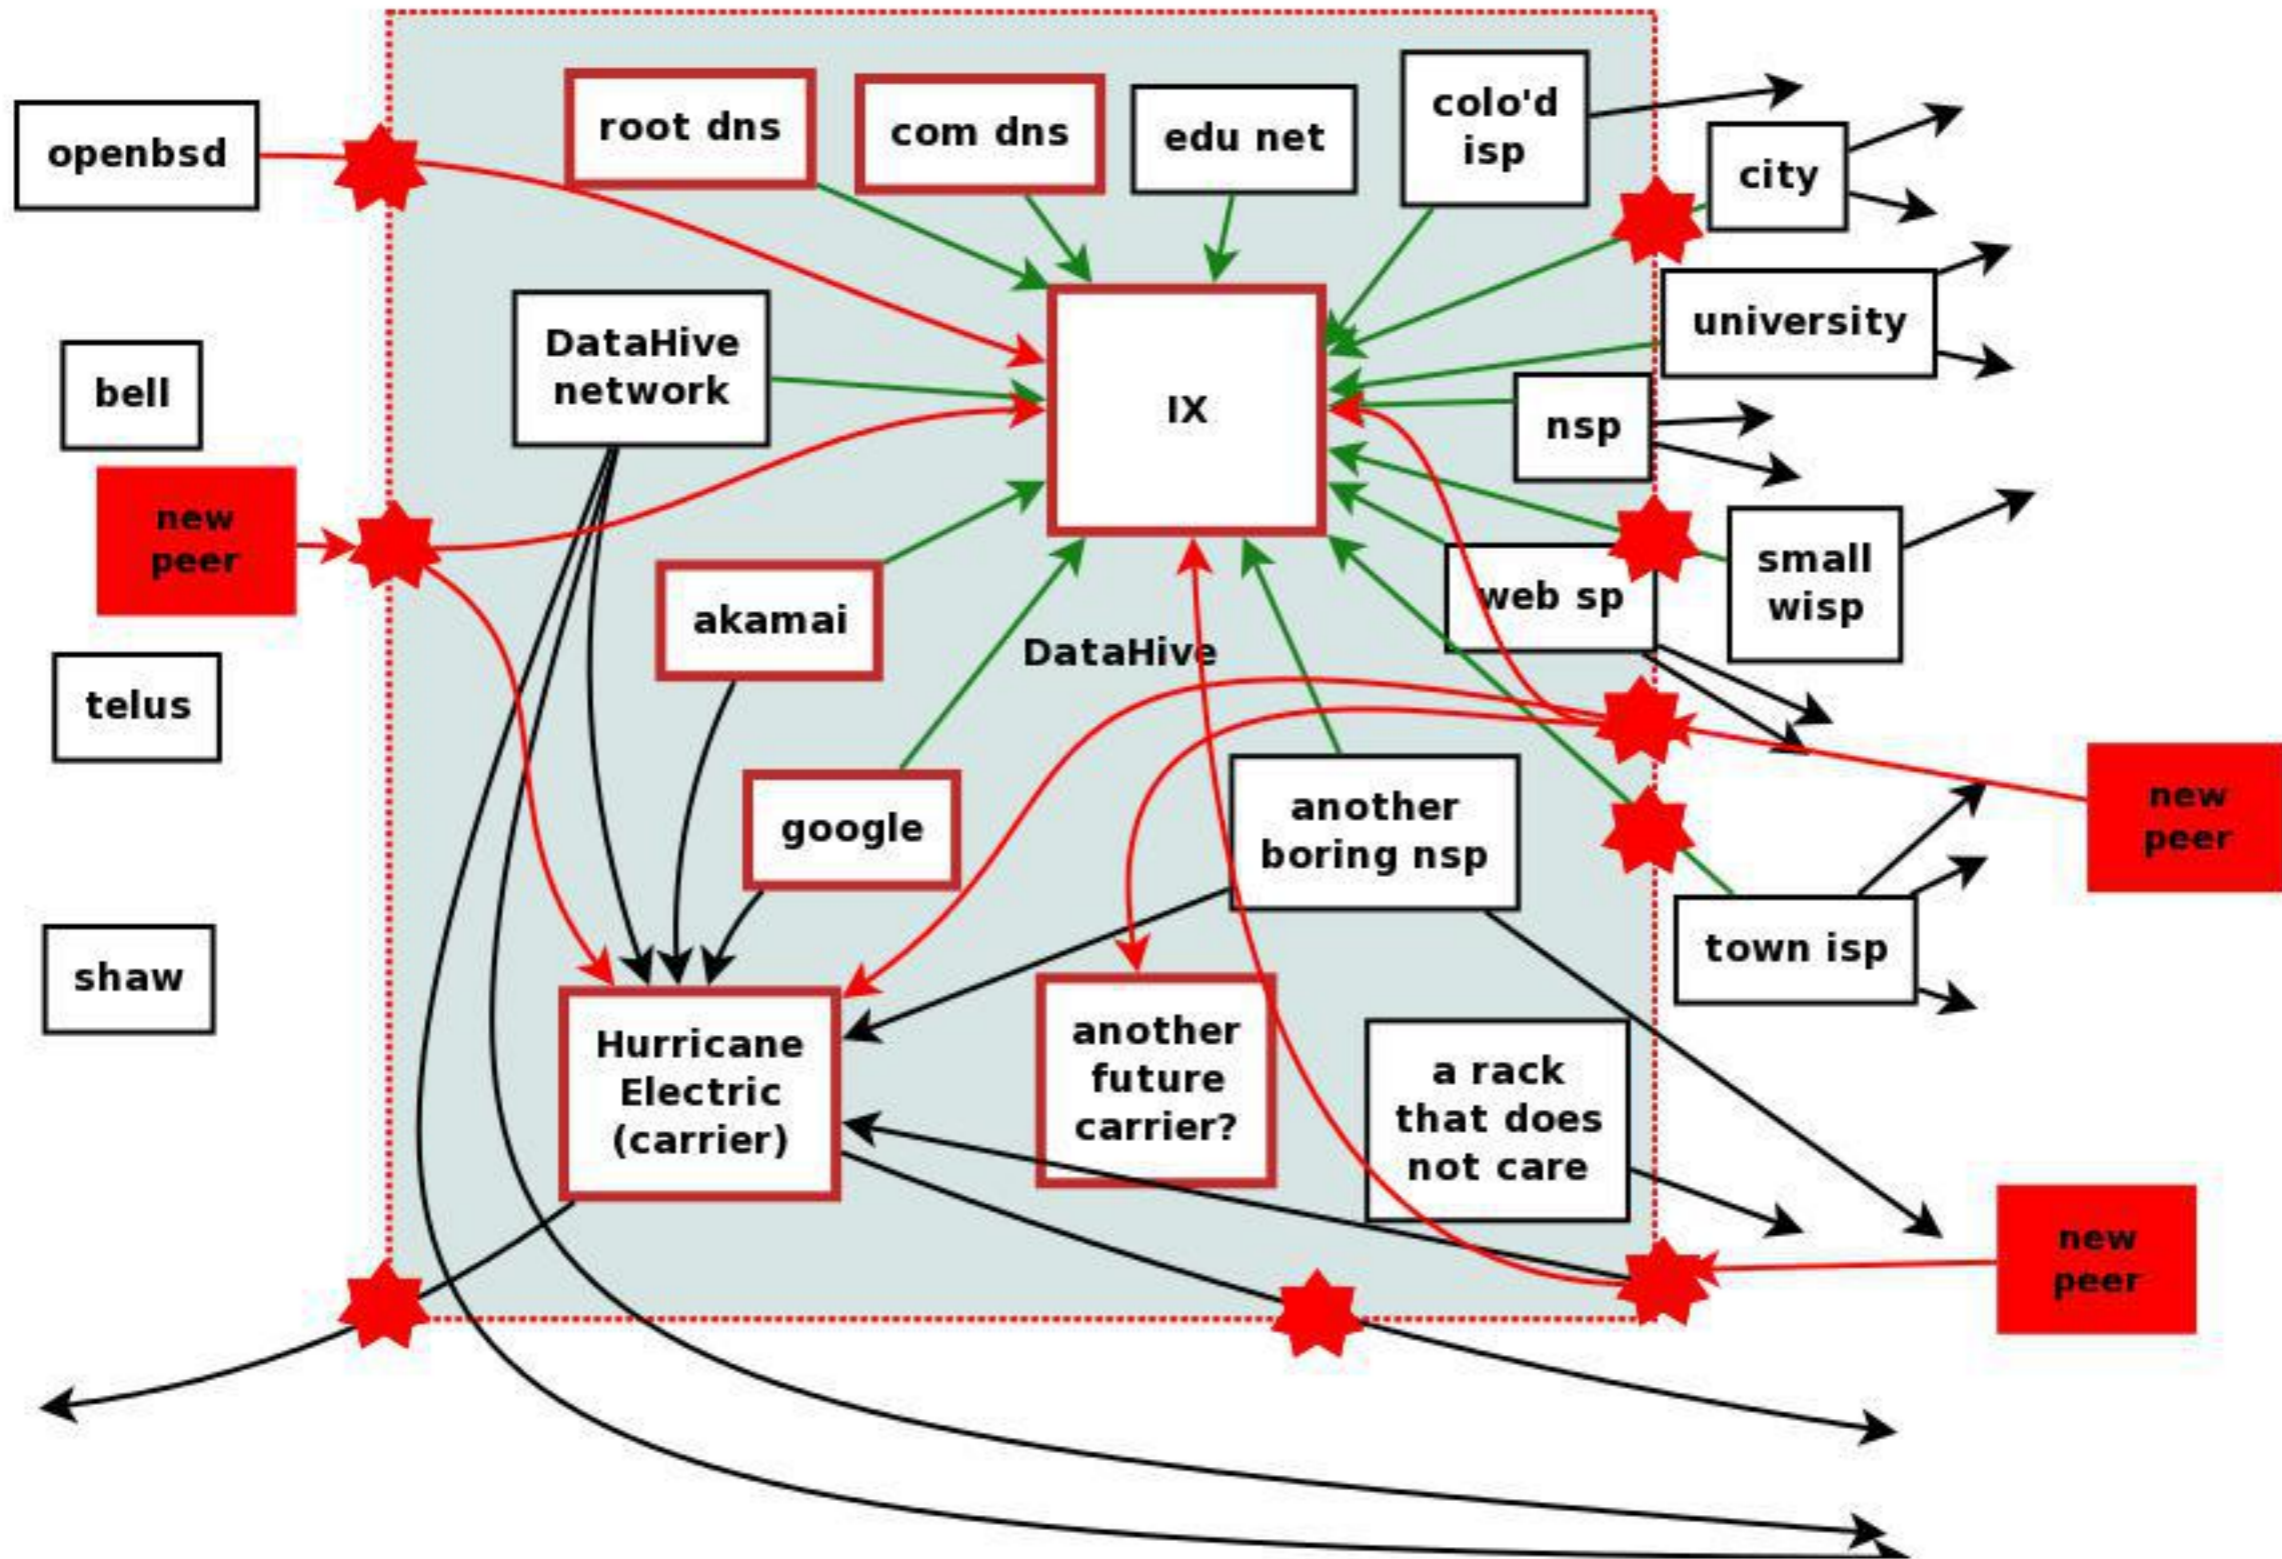 root dns
com dns
edu net
colo'd
isp
openbsd
city
university
DataHive
network
bell
IX
nsp
new
peer
akamai
web sp
small
wisp
DataHive
telus
google
another
boring nsp
new
peer
town isp
shaw
Hurricane
Electric
(carrier)
another
future
carrier?
a rack
that does
not care
new
peer